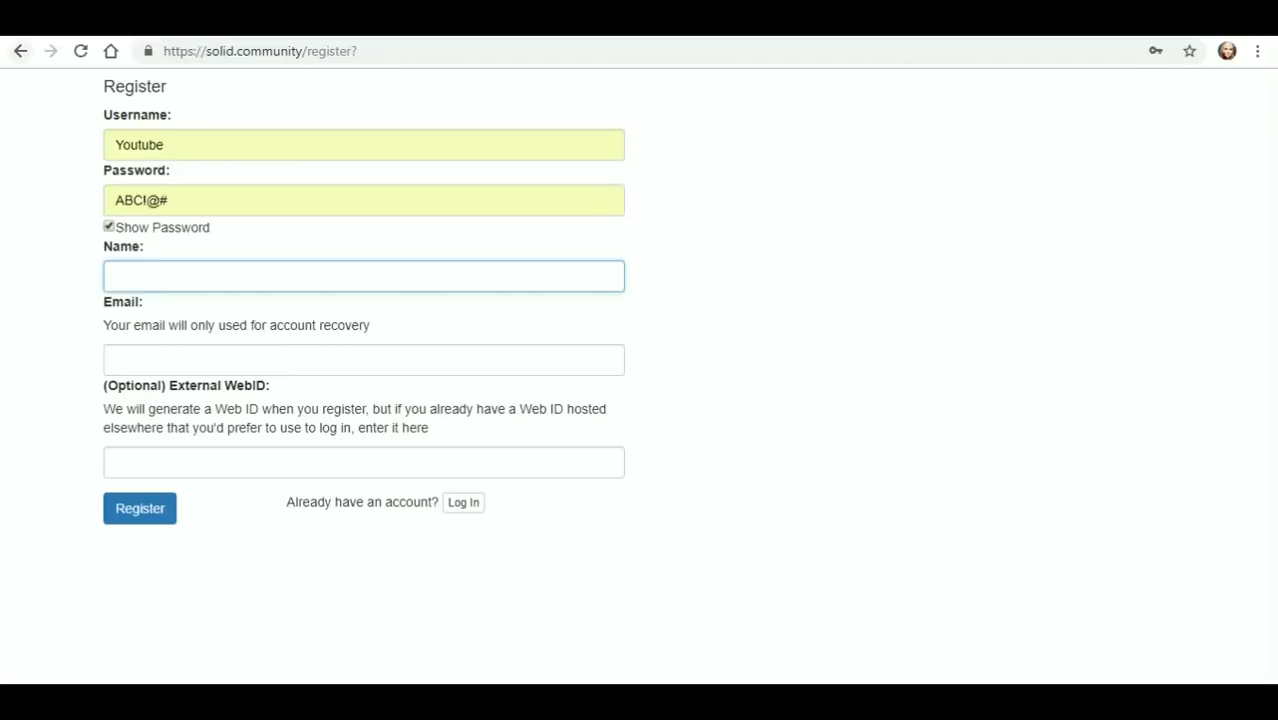 https://solid.community/register?
Register
Username:
Youtube
Password:
ABC!@#
Show Password
Name:
Email:
Your email will only used for account recovery
(Optional) External WebID:
We will generate a Web ID when you register, but if you already have a Web ID hosted
elsewhere that you'd prefer to use to log in, enter it here
Register
Already have an account? Log In